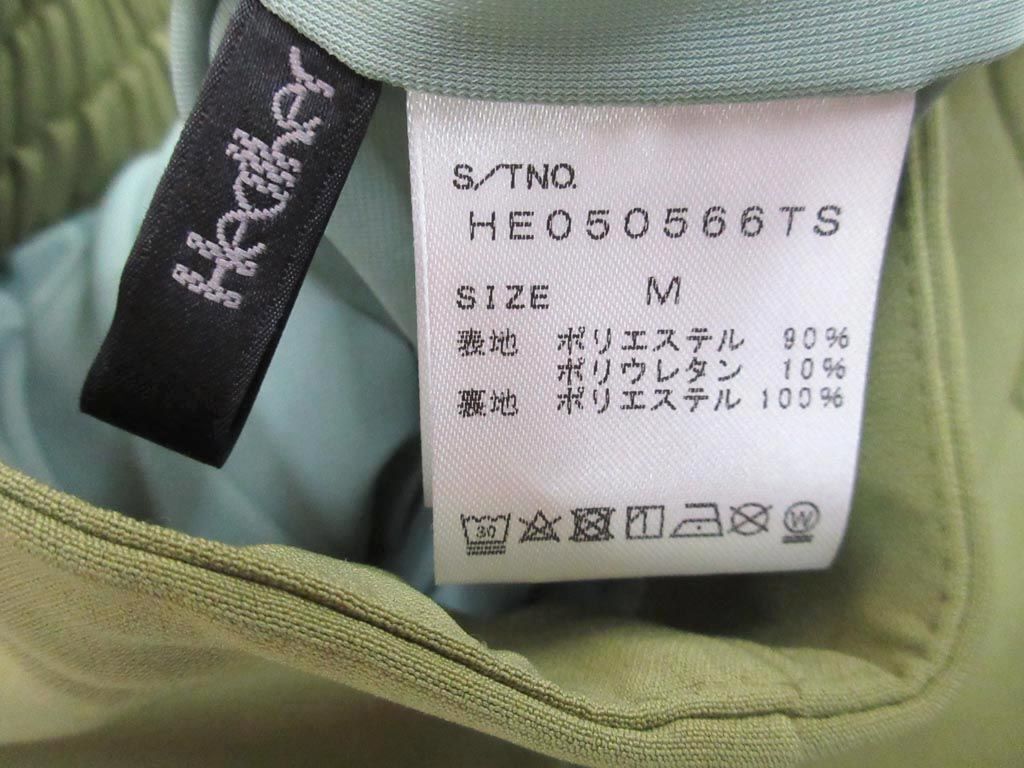 Heather
S/TNO.
HE050566TS
SIZE M
表地 ポリエステル 90%
ポリウレタン 10%
裏地 ポリエステル 100%
30 W